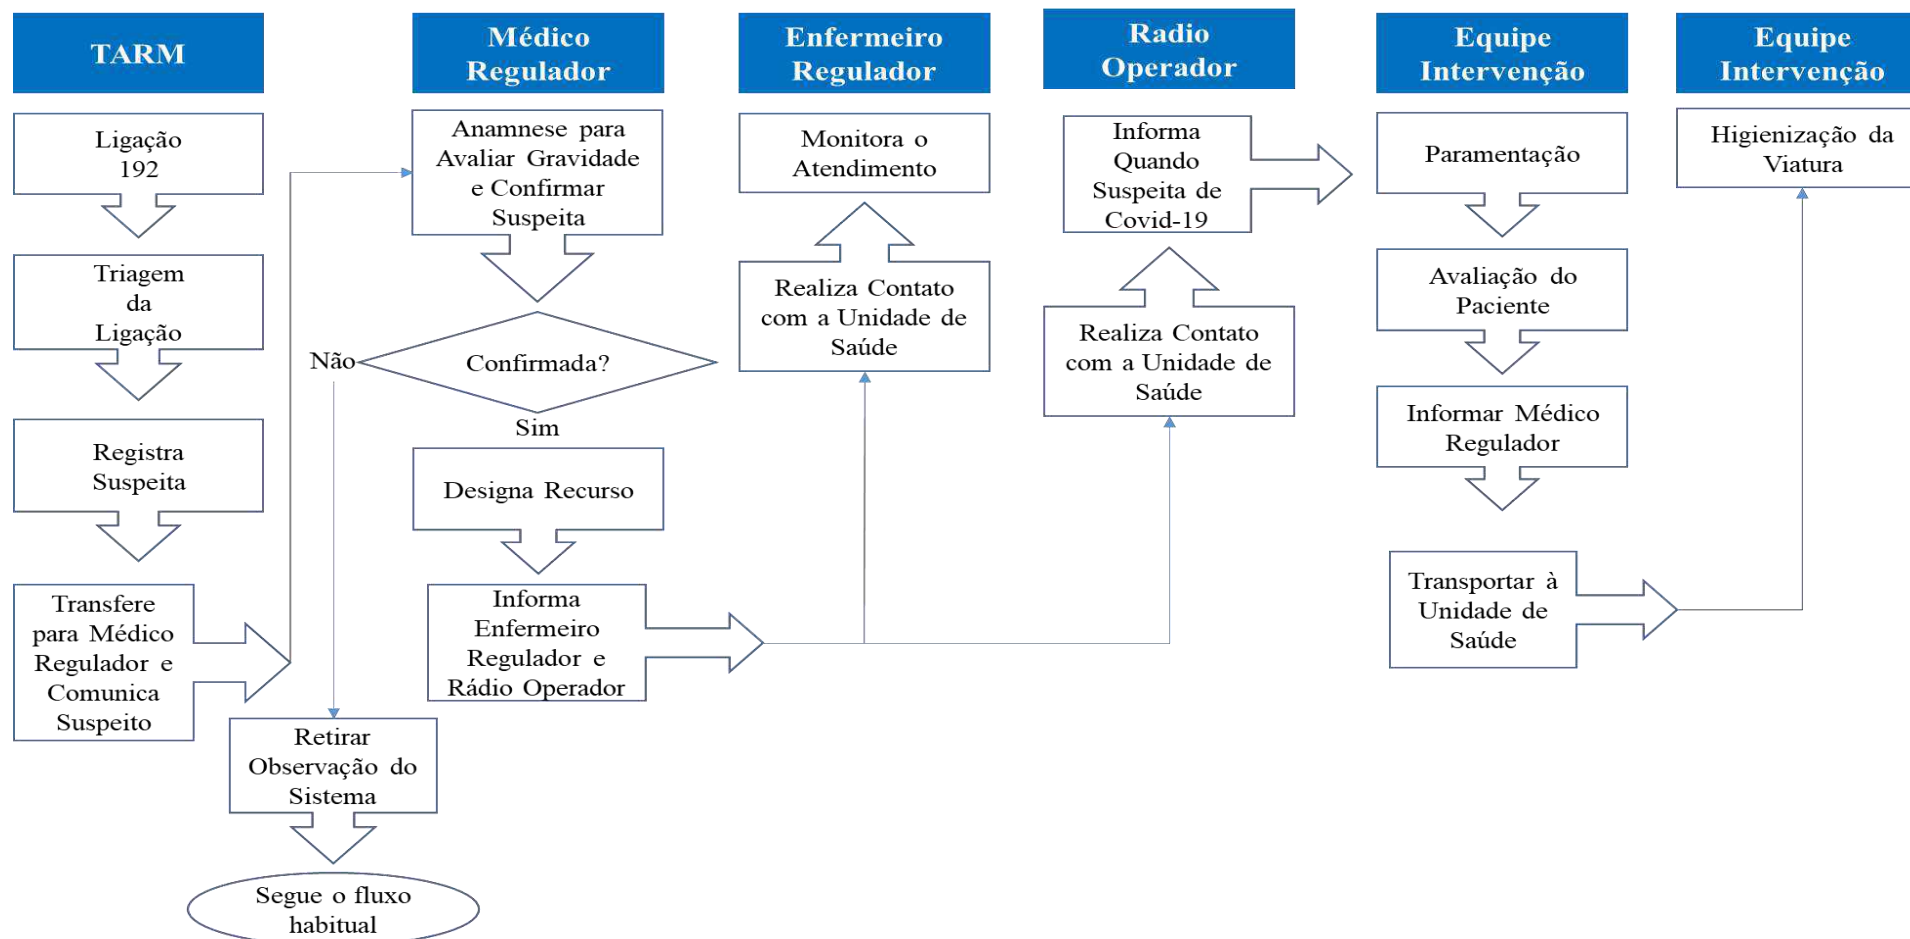 TARM
Ligação
192
Triagem
da
Ligação
Registra
Suspeita
Transfere
para Médico
Regulador e
Comunica
Suspeito
Médico
Regulador
Anamnese para
Avaliar Gravidade
e Confirmar
Suspeita
Confirmada?
Não
Sim
Designa Recurso
Informa
Enfermeiro
Regulador e
Rádio Operador
Retirar
Observação do
Sistema
Segue o fluxo
habitual
Enfermeiro
Regulador
Monitora o
Atendimento
Realiza Contato
com a Unidade de
Saúde
Radio
Operador
Informa
Quando
Suspeita de
Covid-19
Realiza Contato
com a Unidade de
Saúde
Equipe
Intervenção
Paramentação
Avaliação do
Paciente
Informar Médico
Regulador
Transportar à
Unidade de
Saúde
Equipe
Intervenção
Higienização da
Viatura